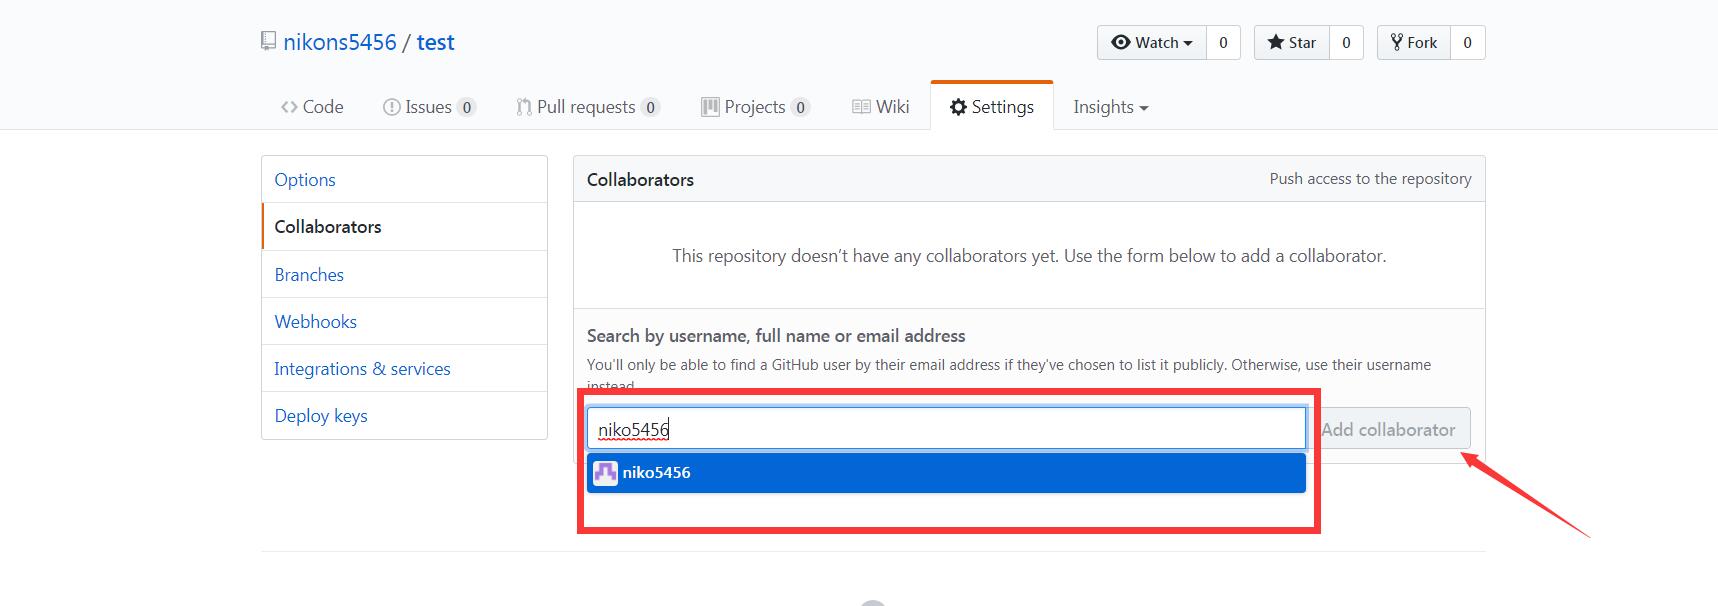 nikons5456 / test
Watch 0 Star 0 Fork 0
Code Issues 0 Pull requests 0 Projects 0 Wiki Settings Insights
Options
Collaborators
Branches
Webhooks
Integrations & services
Deploy keys
Collaborators Push access to the repository
This repository doesn't have any collaborators yet. Use the form below to add a collaborator.
Search by username, full name or email address
You'll only be able to find a GitHub user by their email address if they've chosen to list it publicly. Otherwise, use their username
instead.
niko5456 Add collaborator
niko5456